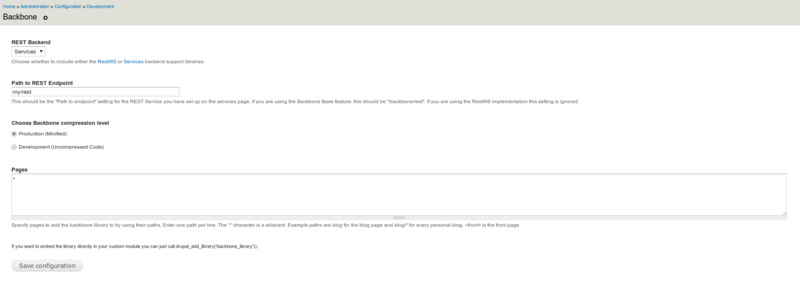 Home » Administration » Configuration » Development
Backbone
REST Backend
Services
Choose whether to include either the RestWS or Services backend support libraries.
Path to REST Endpoint
my/rest
This should be the "Path to endpoint" setting for the REST Service you have set up on the services page. If you are using the Backbone Base feature, this should be "/backbone/rest". If you are using the RestWS implementation this setting is ignored.
Choose Backbone compression level
Production (Minified)
Development (Uncompressed Code)
Pages
*
Specify pages to add the backbone library to by using their paths. Enter one path per line. The '*' character is a wildcard. Example paths are blog for the blog page and blog/* for every personal blog. <front> is the front page.
If you want to embed the library directly in your custom module you can just call drupal_add_library('backbone_library');
Save configuration